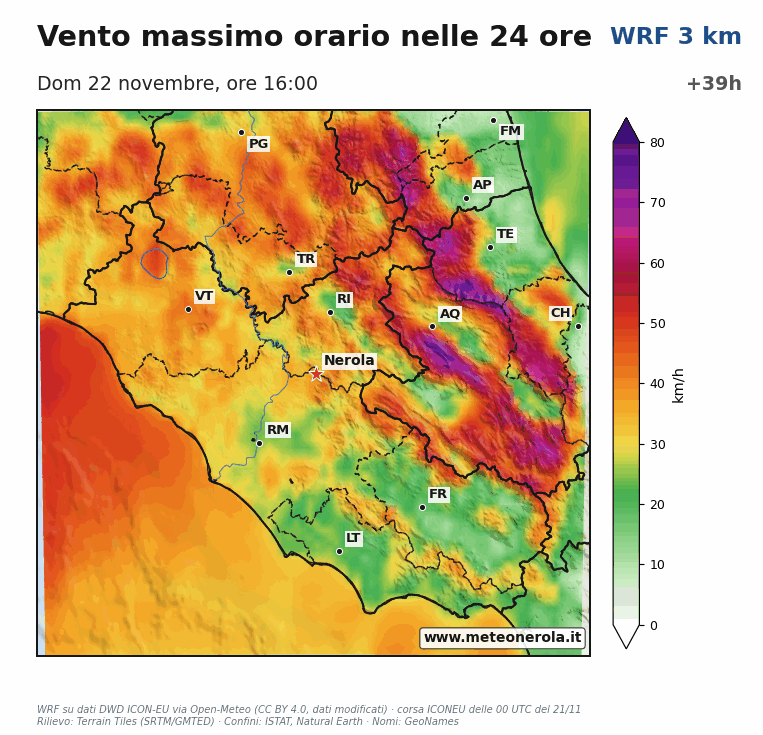 Vento massimo orario nelle 24 ore WRF 3 km
Dom 22 novembre, ore 16:00 +39h
FM
PG
AP
TE
TR
VT
RI
AQ
CH
Nerola
RM
FR
LT
www.meteonerola.it
80
70
60
50
40
30
20
10
0
km/h
WRF su dati DWD ICON-EU via Open-Meteo (CC BY 4.0, dati modificati) · corsa ICONEU delle 00 UTC del 21/11
Rilievo: Terrain Tiles (SRTM/GMTED) · Confini: ISTAT, Natural Earth · Nomi: GeoNames